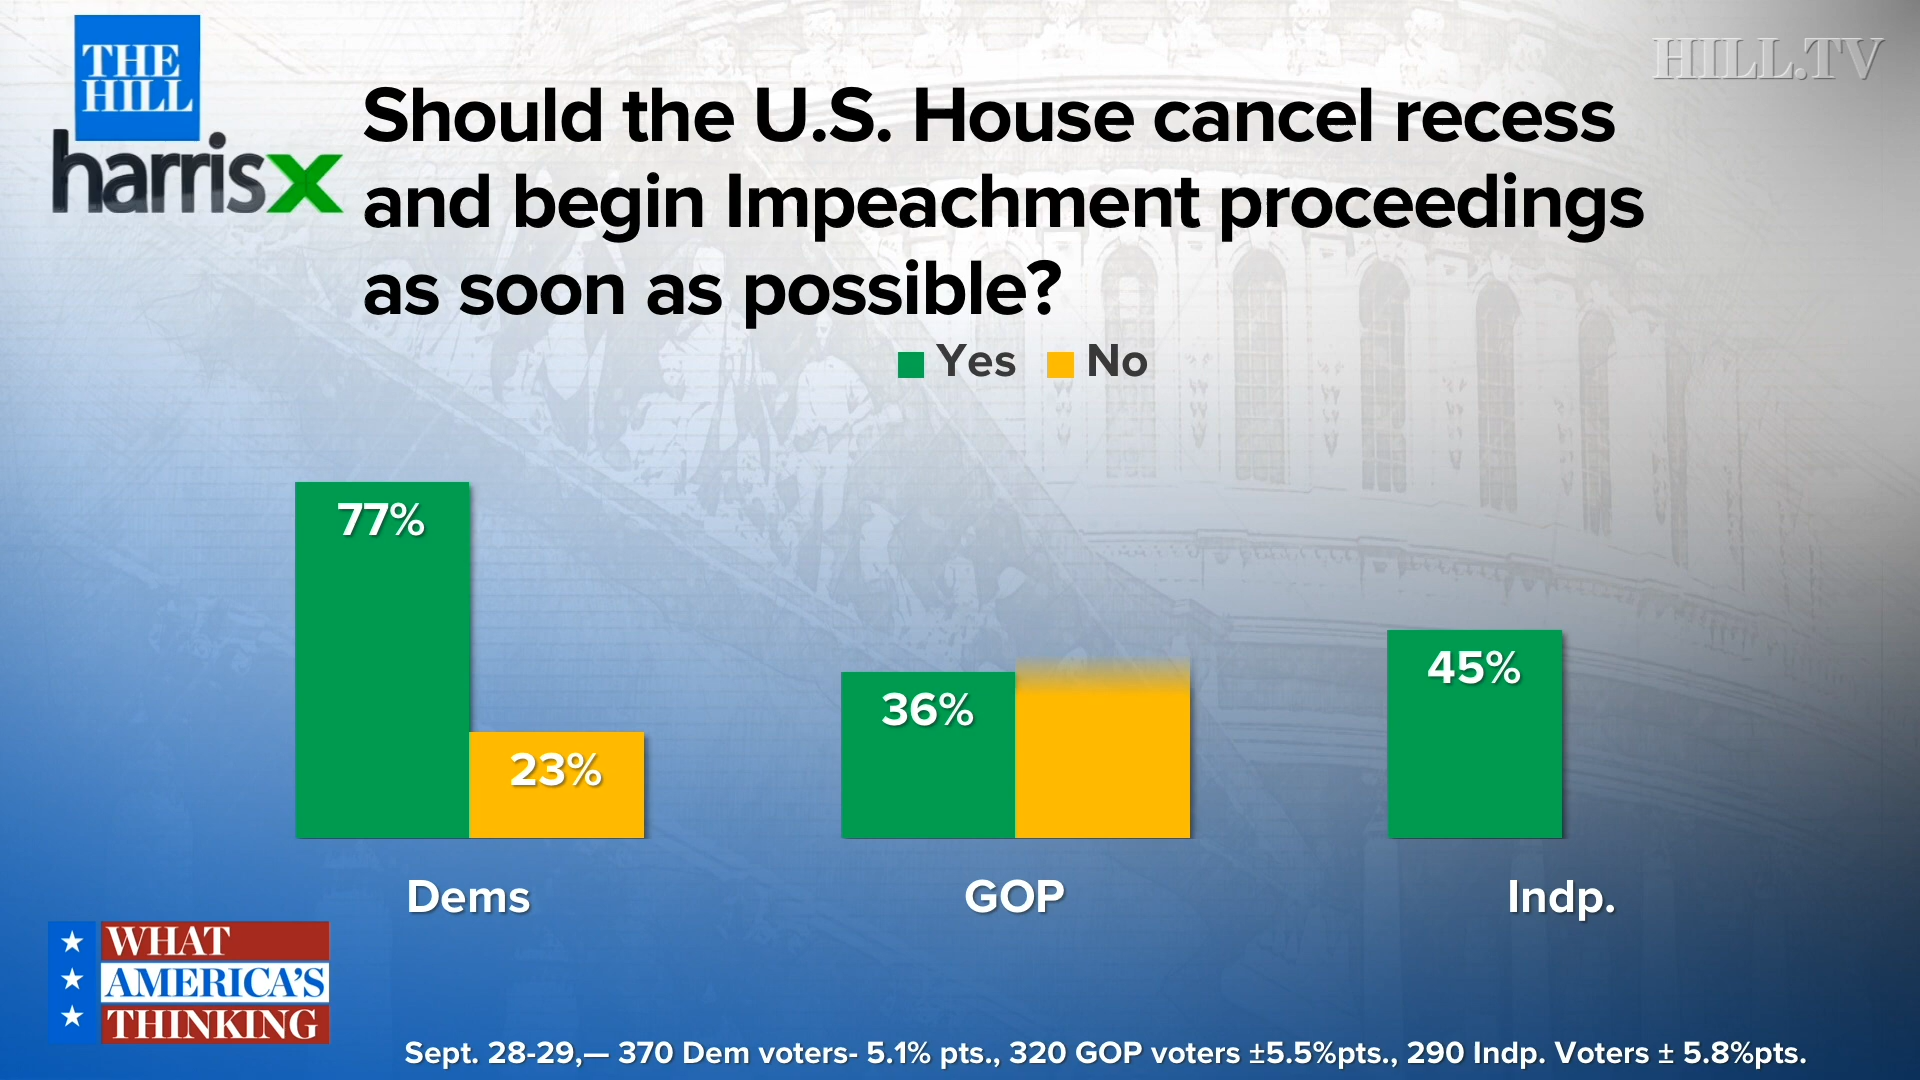 THE
HILL
harrisx
HILL.TV
Should the U.S. House cancel recess
and begin Impeachment proceedings
as soon as possible?
Yes No
77%
23%
36%
45%
Dems GOP Indp.
WHAT
AMERICA'S
THINKING
Sept. 28-29,— 370 Dem voters- 5.1% pts., 320 GOP voters ±5.5%pts., 290 Indp. Voters ± 5.8%pts.